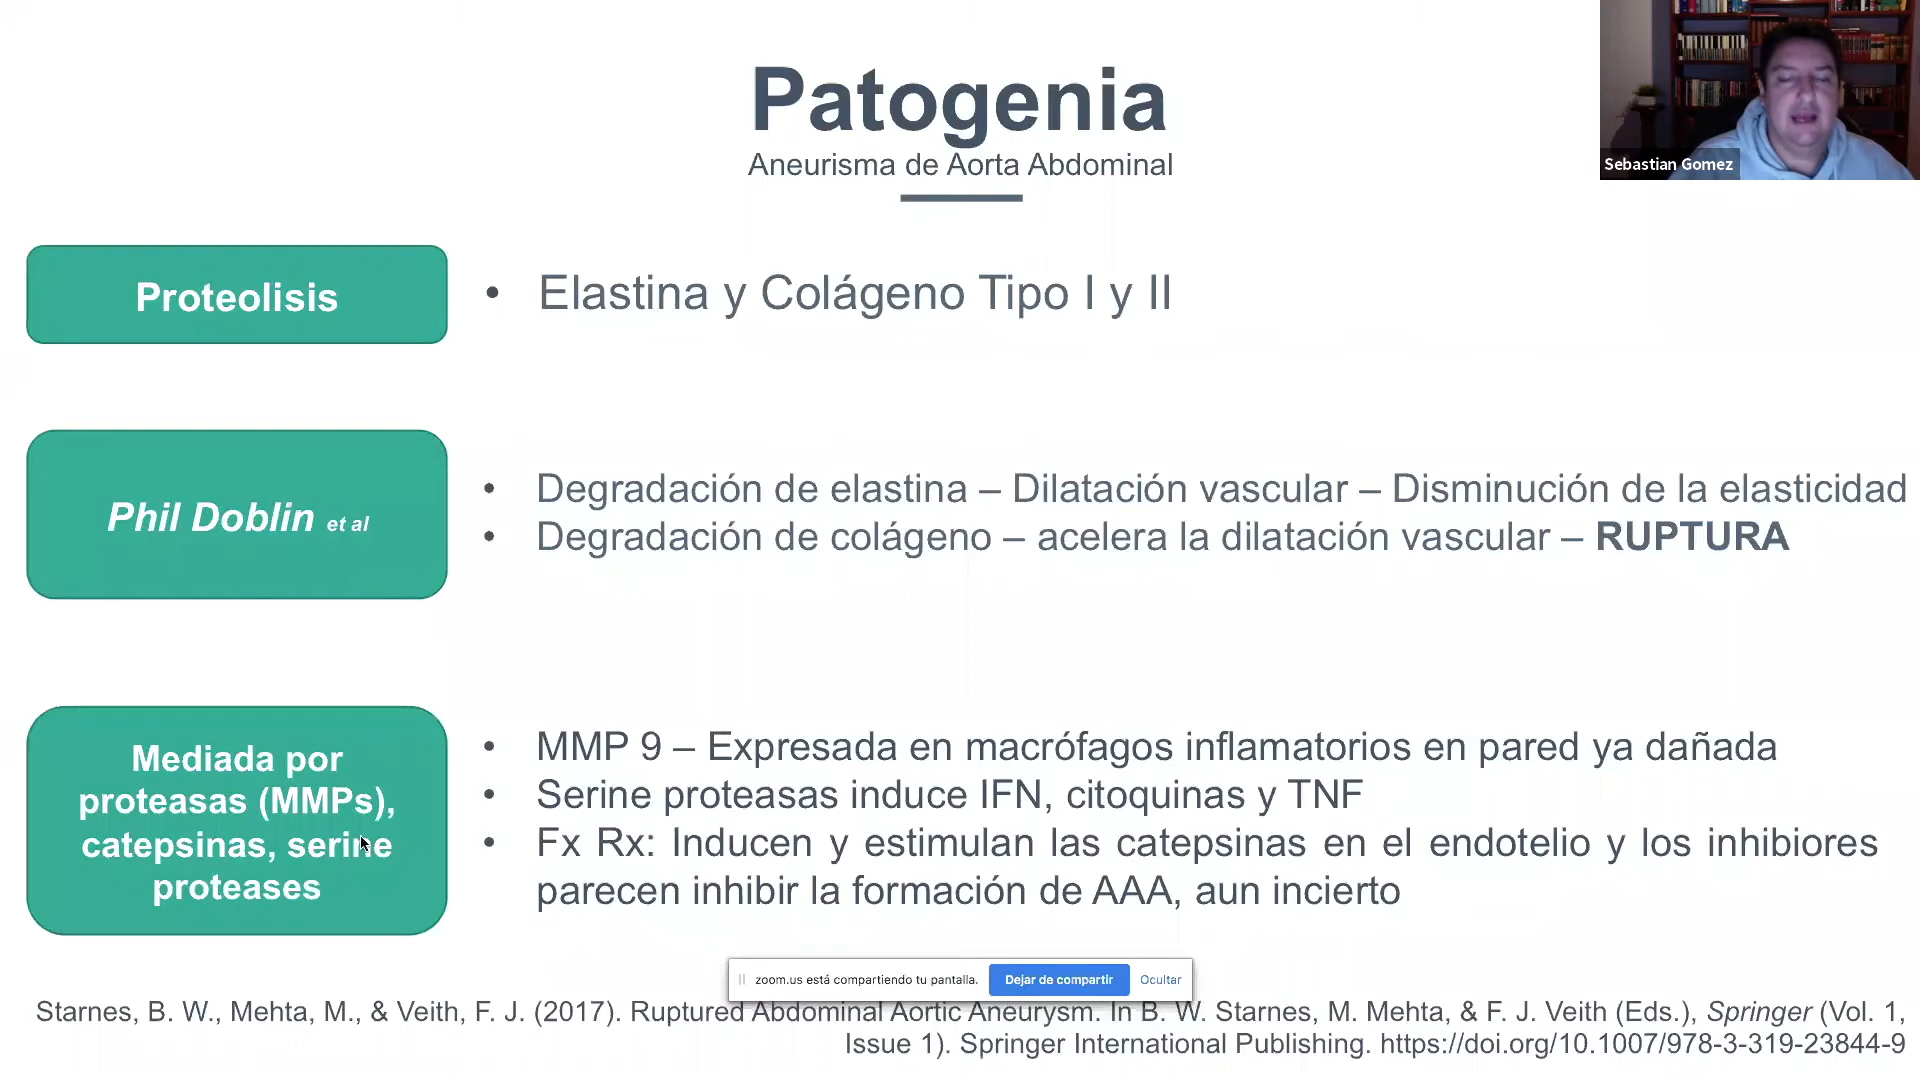 Patogenia
Aneurisma de Aorta Abdominal
Sebastian Gomez
Proteolisis
• Elastina y Colágeno Tipo I y II
Phil Doblin et al
• Degradación de elastina – Dilatación vascular – Disminución de la elasticidad
• Degradación de colágeno – acelera la dilatación vascular – RUPTURA
Mediada por
proteasas (MMPs),
catepsinas, serine
proteases
• MMP 9 – Expresada en macrófagos inflamatorios en pared ya dañada
• Serine proteasas induce IFN, citoquinas y TNF
• Fx Rx: Inducen y estimulan las catepsinas en el endotelio y los inhibiores
parecen inhibir la formación de AAA, aun incierto
zoom.us está compartiendo tu pantalla. Dejar de compartir Ocultar
Starnes, B. W., Mehta, M., & Veith, F. J. (2017). Ruptured Abdominal Aortic Aneurysm. In B. W. Starnes, M. Mehta, & F. J. Veith (Eds.), Springer (Vol. 1,
Issue 1). Springer International Publishing. https://doi.org/10.1007/978-3-319-23844-9